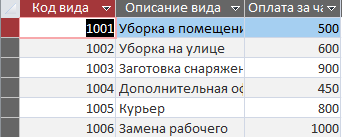 Код вида Описание вида Оплата за ча
1001 Уборка в помещени 500
1002 Уборка на улице 600
1003 Заготовка снаряжен 900
1004 Дополнительная ос 450
1005 Курьер 800
1006 Замена рабочего 1000